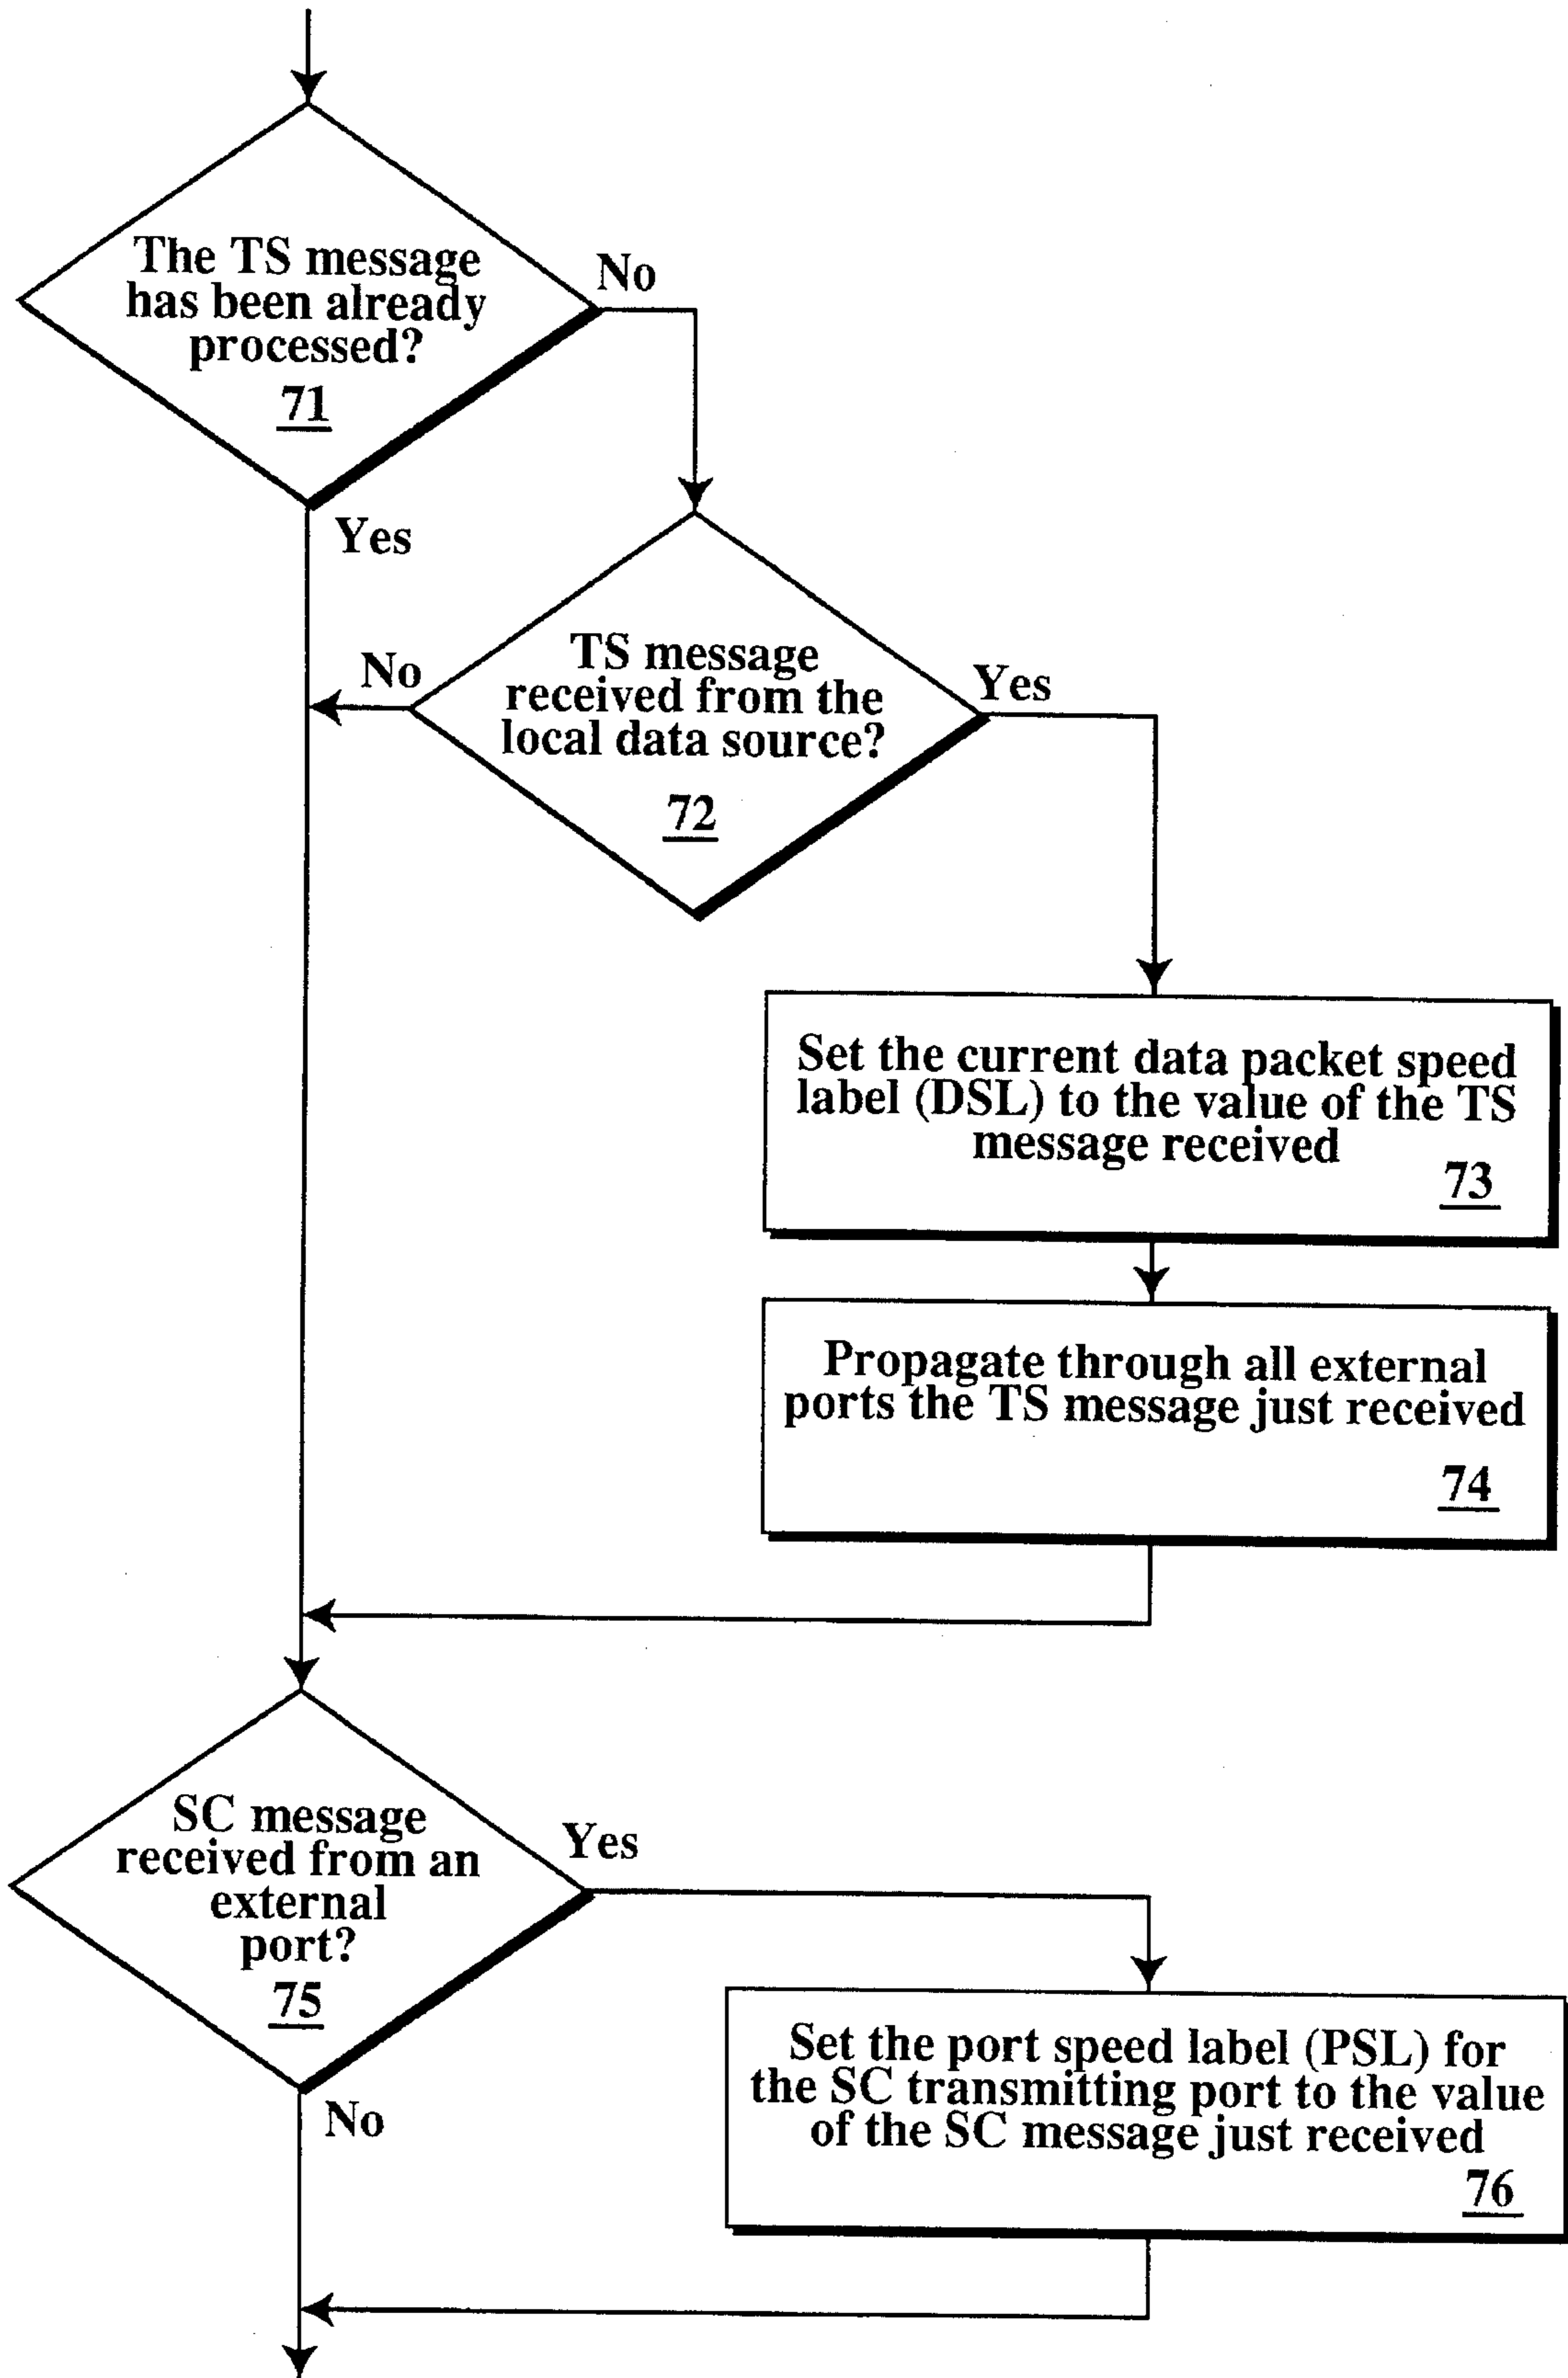 The TS message
has been already
processed?
71
No
Yes
TS message
received from the
local data source?
72
No
Yes
Set the current data packet speed
label (DSL) to the value of the TS
message received
73
Propagate through all external
ports the TS message just received
74
SC message
received from an
external
port?
75
Yes
No
Set the port speed label (PSL) for
the SC transmitting port to the value
of the SC message just received
76